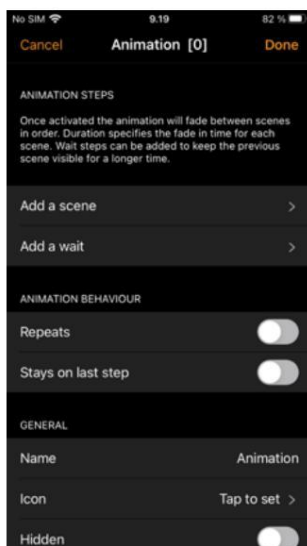 No SIM 9.19 82 %
Cancel Animation [0] Done
ANIMATION STEPS
Once activated the animation will fade between scenes
in order. Duration specifies the fade in time for each
scene. Wait steps can be added to keep the previous
scene visible for a longer time.
Add a scene
Add a wait
ANIMATION BEHAVIOUR
Repeats
Stays on last step
GENERAL
Name Animation
Icon Tap to set
Hidden